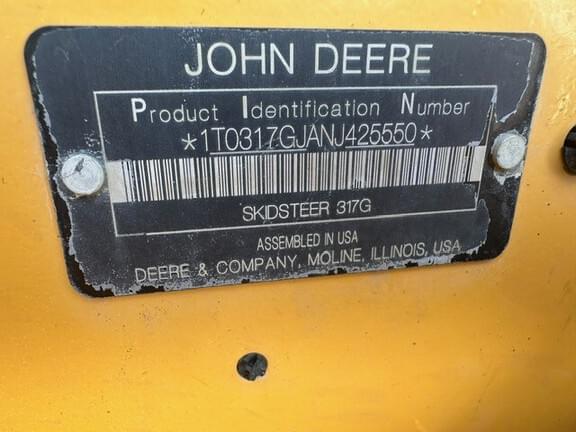 JOHN DEERE
Product Identification Number
*1T0317GJANJ425550*
SKIDSTEER 317G
ASSEMBLED IN USA
DEERE & COMPANY, MOLINE, ILLINOIS, USA